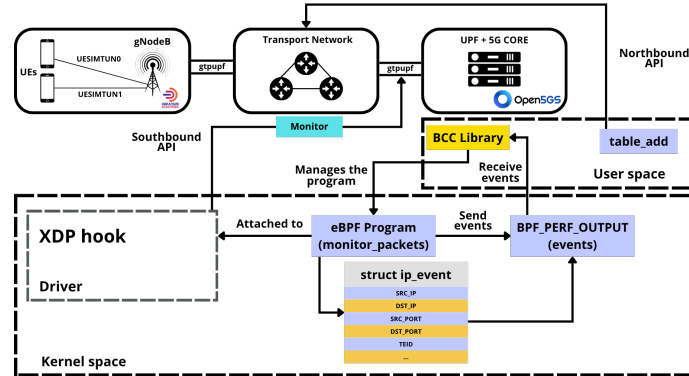 gNodeB
UEs
UESIMTUN0
UESIMTUN1
gtpupf
Transport Network
gtpupf
UPF + 5G CORE
Open5GS
Northbound
API
Southbound
API
Monitor
BCC Library
table_add
User space
Manages the
program
Receive
events
XDP hook
Driver
Attached to
eBPF Program
(monitor_packets)
Send
events
BPF_PERF_OUTPUT
(events)
struct ip_event
SRC_IP
DST_IP
SRC_PORT
DST_PORT
TEID
...
Kernel space